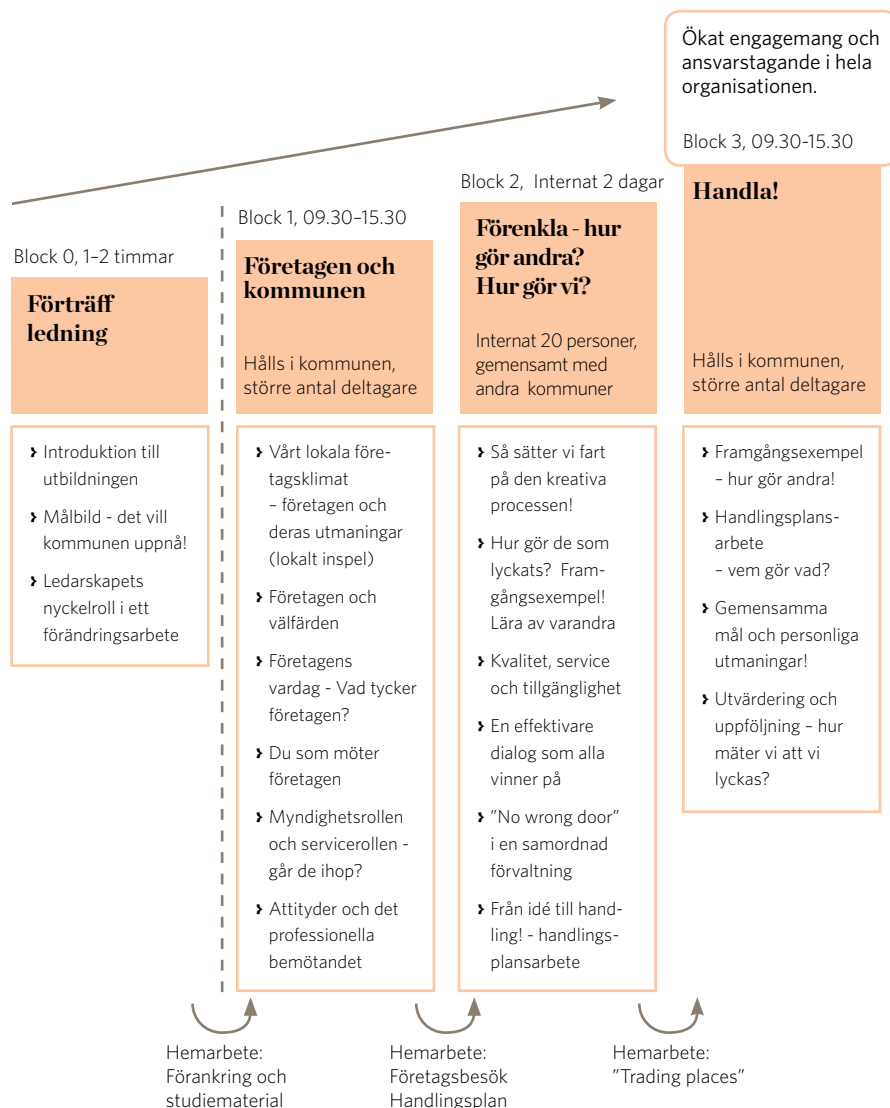 Ökat engagemang och
ansvarstagande i hela
organisationen.
Block 0, 1–2 timmar
Förträff
ledning
Introduktion till
utbildningen
Målbild - det vill
kommunen uppnå!
Ledarskapets
nyckelroll i ett
förändringsarbete
Block 1, 09.30–15.30
Företagen och
kommunen
Hålls i kommunen,
större antal deltagare
Vårt lokala före-
tagsklimat
– företagen och
deras utmaningar
(lokalt inspel)
Företagen och
välfärden
Företagens
vardag - Vad tycker
företagen?
Du som möter
företagen
Myndighetsrollen
och servicerollen -
går de ihop?
Attityder och det
professionella
bemötandet
Block 2, Internat 2 dagar
Förenkla - hur
gör andra?
Hur gör vi?
Internat 20 personer,
gemensamt med
andra kommuner
Så sätter vi fart
på den kreativa
processen!
Hur gör de som
lyckats? Fram-
gångsexempel!
Lära av varandra
Kvalitet, service
och tillgänglighet
En effektivare
dialog som alla
vinner på
”No wrong door”
i en samordnad
förvaltning
Från idé till hand-
ling! - handlings-
plansarbete
Block 3, 09.30-15.30
Handla!
Hålls i kommunen,
större antal deltagare
Framgångsexempel
– hur gör andra!
Handlingsplans-
arbete
– vem gör vad?
Gemensamma
mål och personliga
utmaningar!
Utvärdering och
uppföljning – hur
mäter vi att vi
lyckas?
Hemarbete:
Förankring och
studiematerial
Hemarbete:
Företagsbesök
Handlingsplan
Hemarbete:
”Trading places”